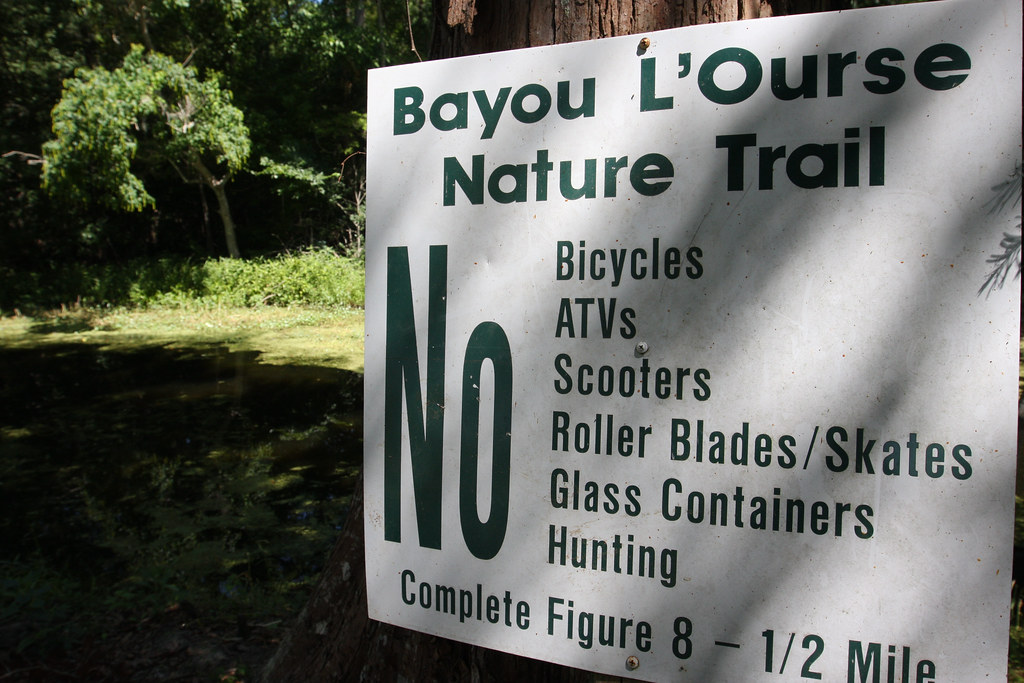 Bayou L'Ourse
Nature Trail
No
Bicycles
ATVs
Scooters
Roller Blades/Skates
Glass Containers
Hunting
Complete Figure 8 – 1/2 Mile